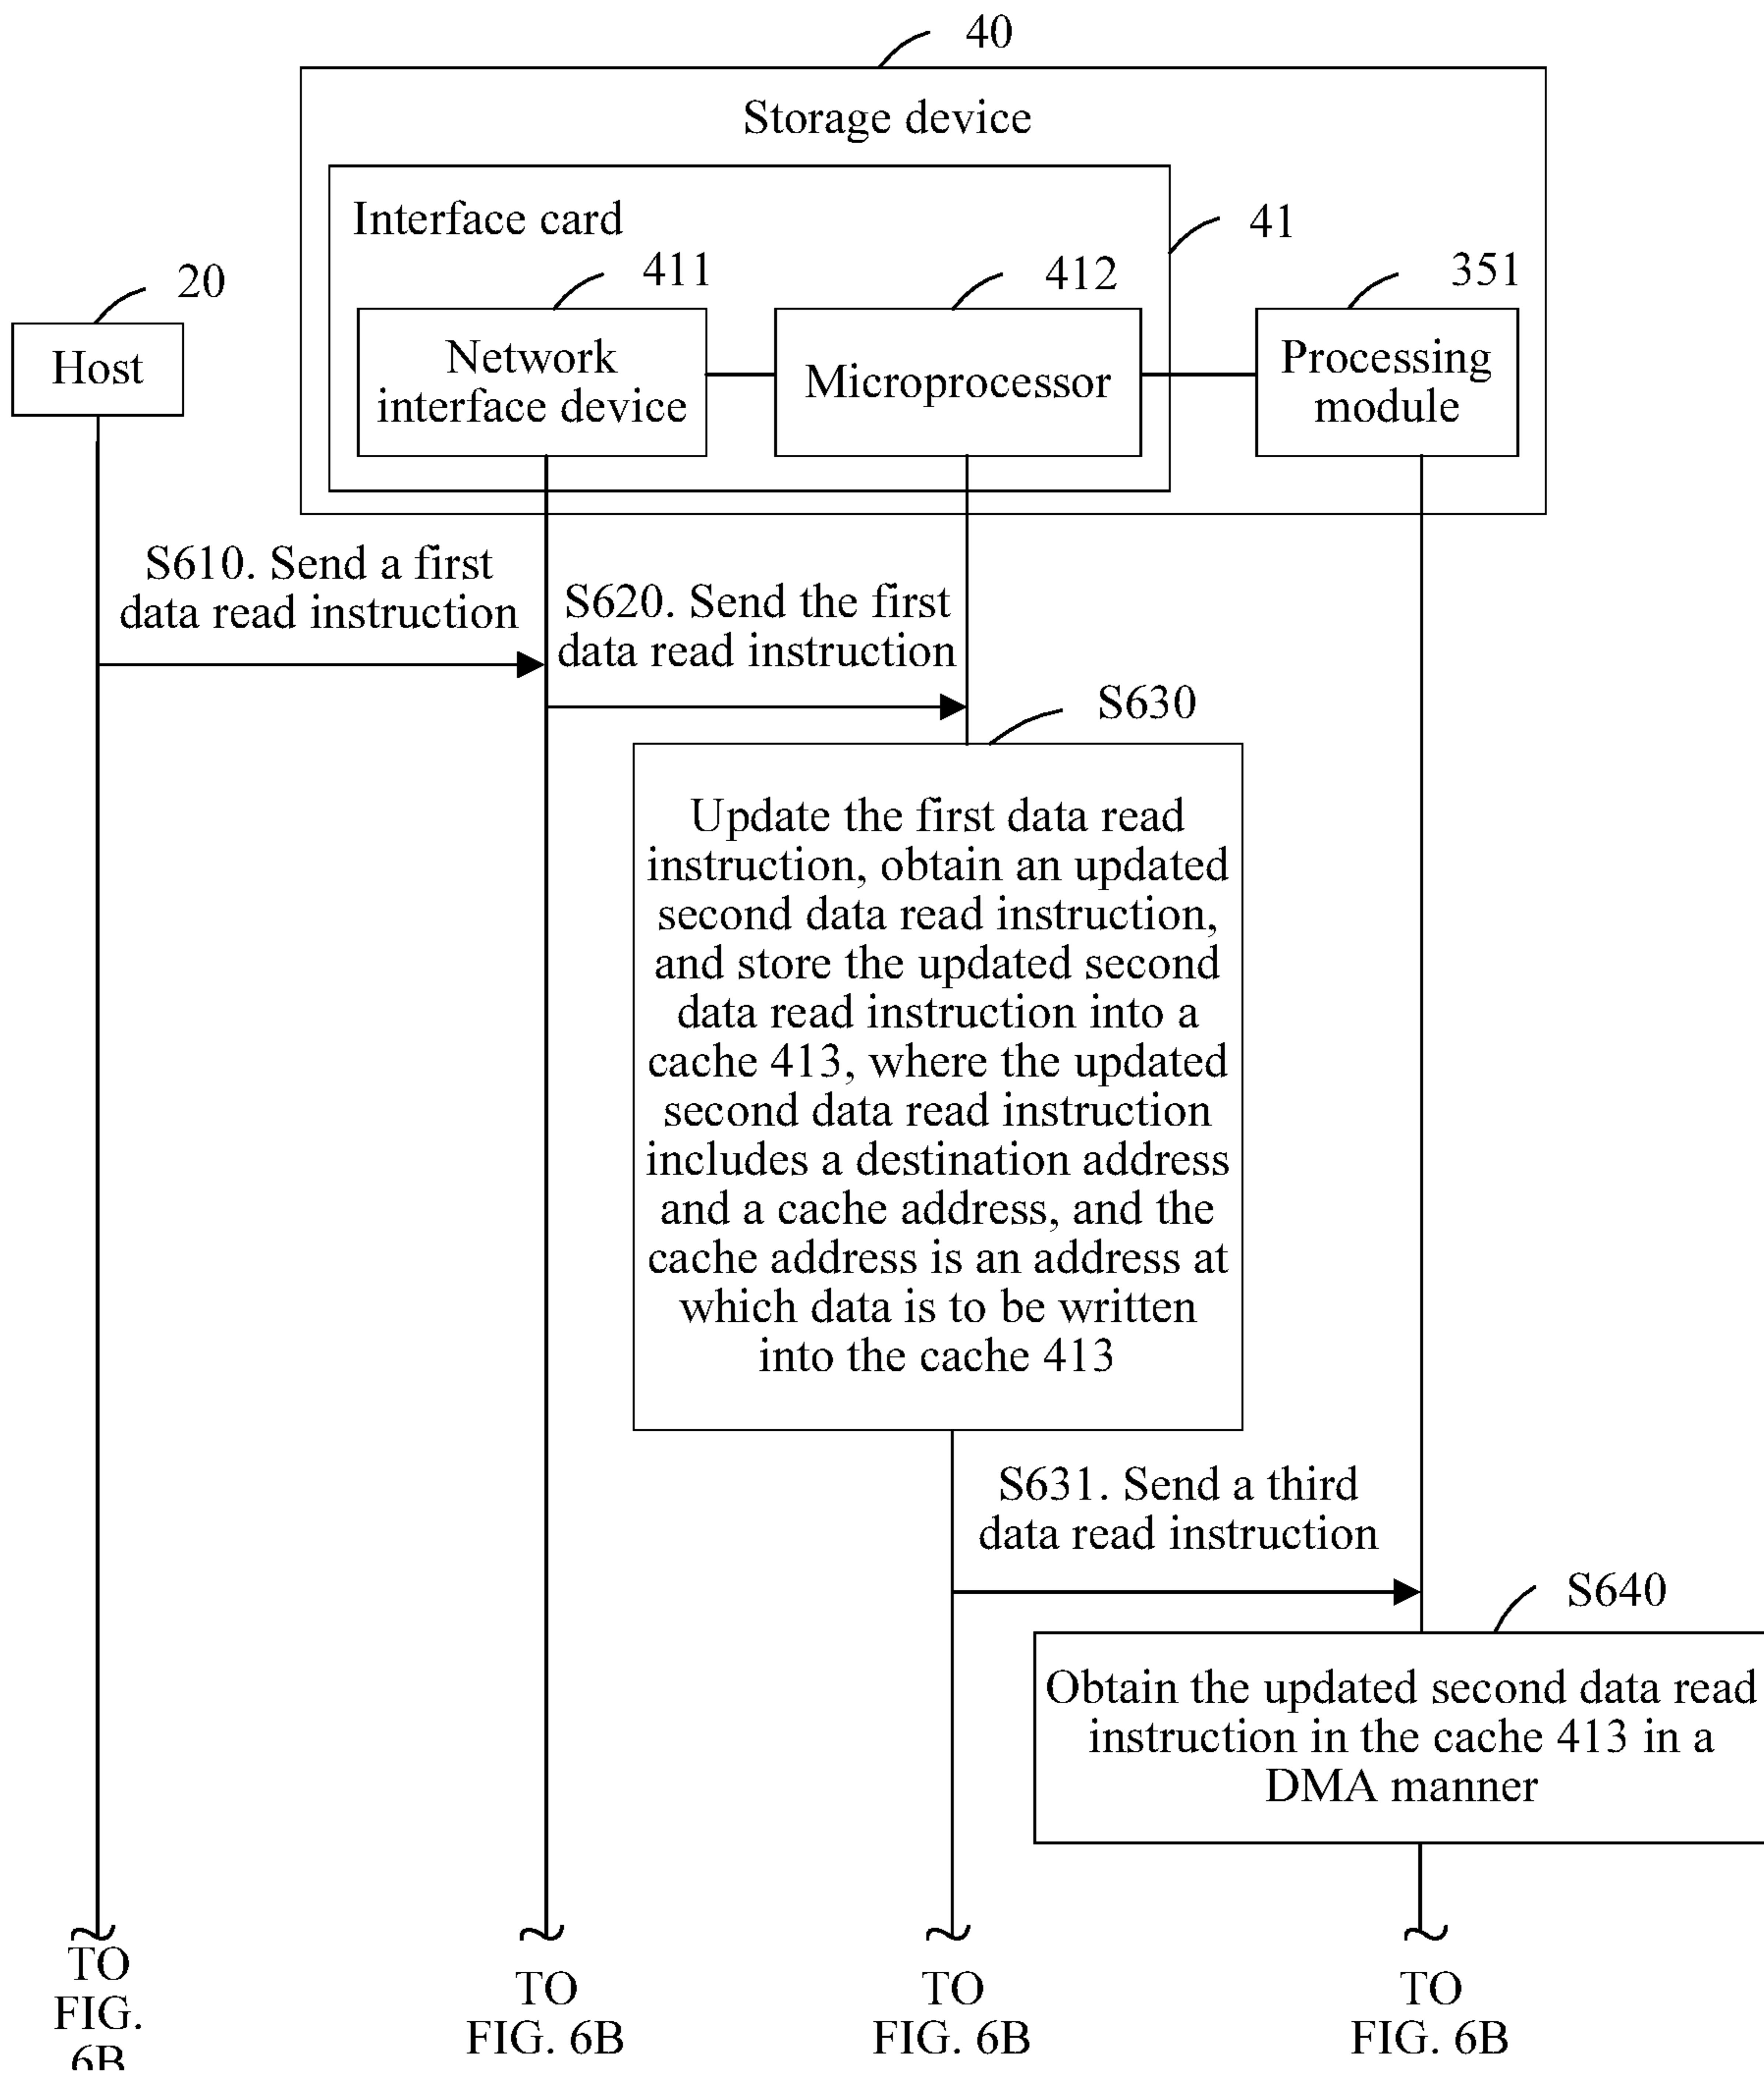 40
Storage device
Interface card
41
20
411
412
351
Host
Network
interface device
Microprocessor
Processing
module
S610. Send a first
data read instruction
S620. Send the first
data read instruction
S630
Update the first data read
instruction, obtain an updated
second data read instruction,
and store the updated second
data read instruction into a
cache 413, where the updated
second data read instruction
includes a destination address
and a cache address, and the
cache address is an address at
which data is to be written
into the cache 413
S631. Send a third
data read instruction
S640
Obtain the updated second data read
instruction in the cache 413 in a
DMA manner
TO
FIG.
6B
TO
FIG. 6B
TO
FIG. 6B
TO
FIG. 6B